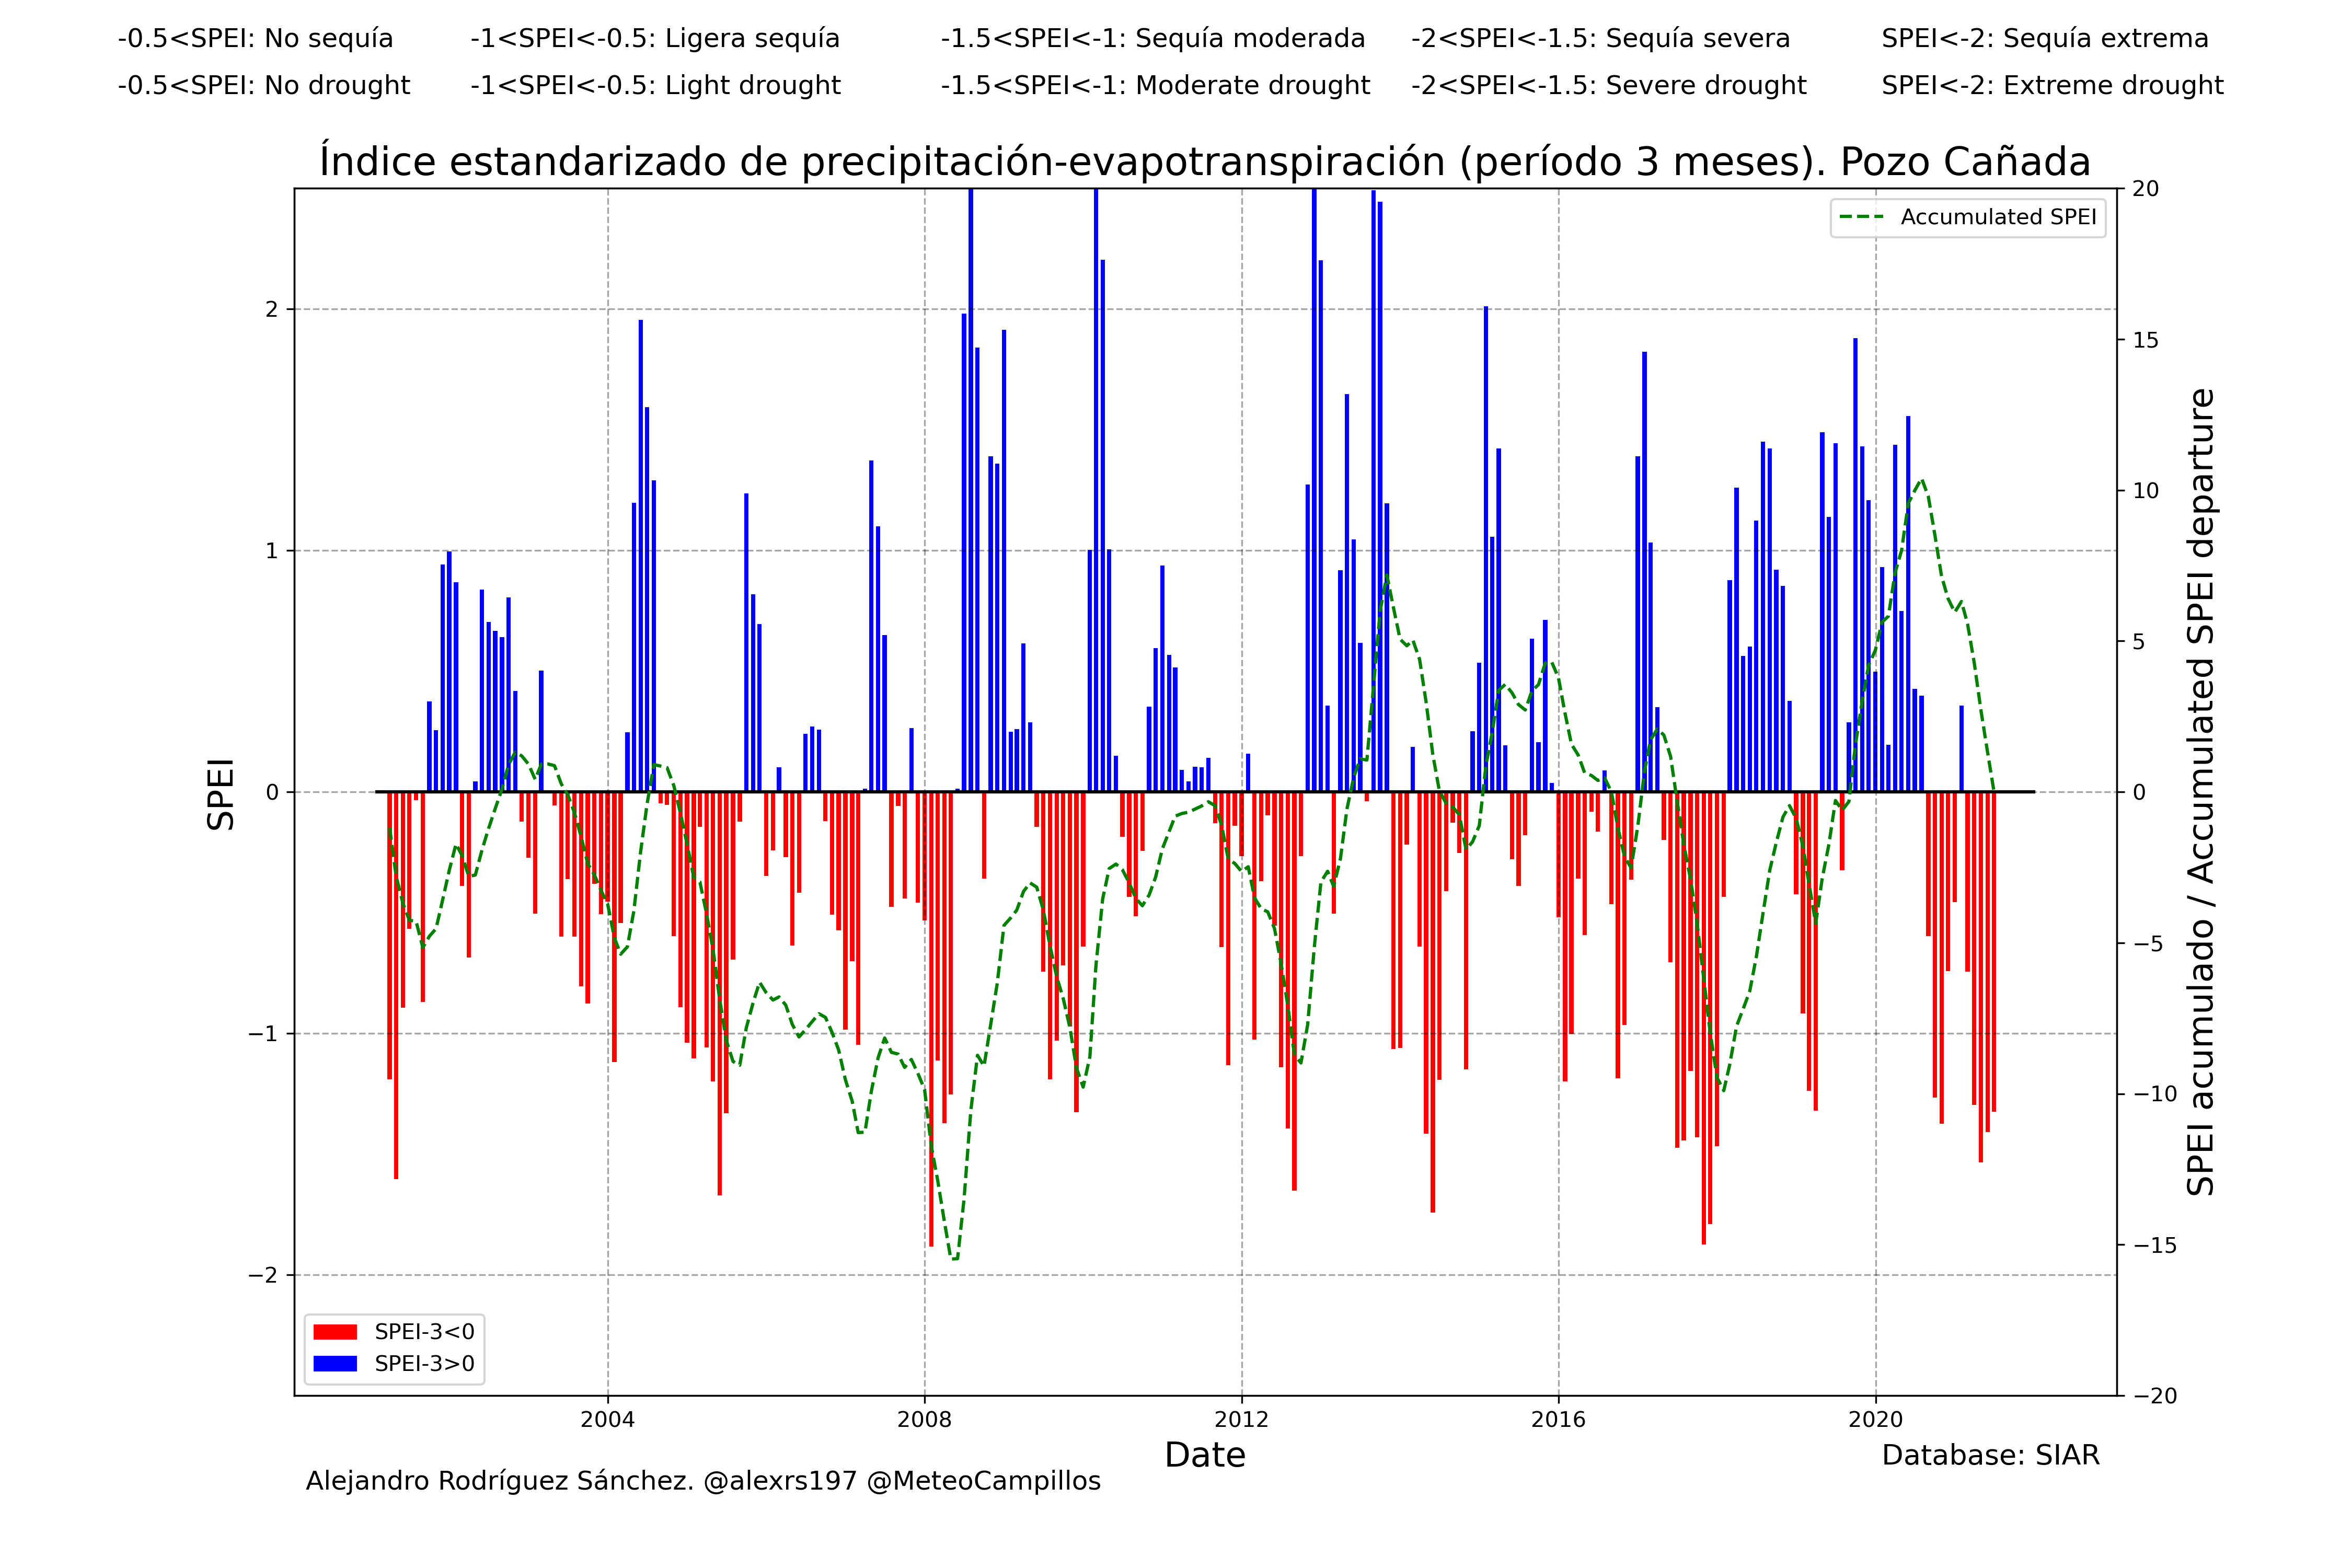 -0.5<SPEI: No sequía -1<SPEI<-0.5: Ligera sequía -1.5<SPEI<-1: Sequía moderada -2<SPEI<-1.5: Sequía severa SPEI<-2: Sequía extrema
-0.5<SPEI: No drought -1<SPEI<-0.5: Light drought -1.5<SPEI<-1: Moderate drought -2<SPEI<-1.5: Severe drought SPEI<-2: Extreme drought
Índice estandarizado de precipitación-evapotranspiración (período 3 meses). Pozo Cañada
Accumulated SPEI
SPEI
2
1
0
−1
−2
20
15
10
5
0
−5
−10
−15
−20
SPEI acumulado / Accumulated SPEI departure
SPEI-3<0
SPEI-3>0
2004 2008 2012 2016 2020
Date
Database: SIAR
Alejandro Rodríguez Sánchez. @alexrs197 @MeteoCampillos